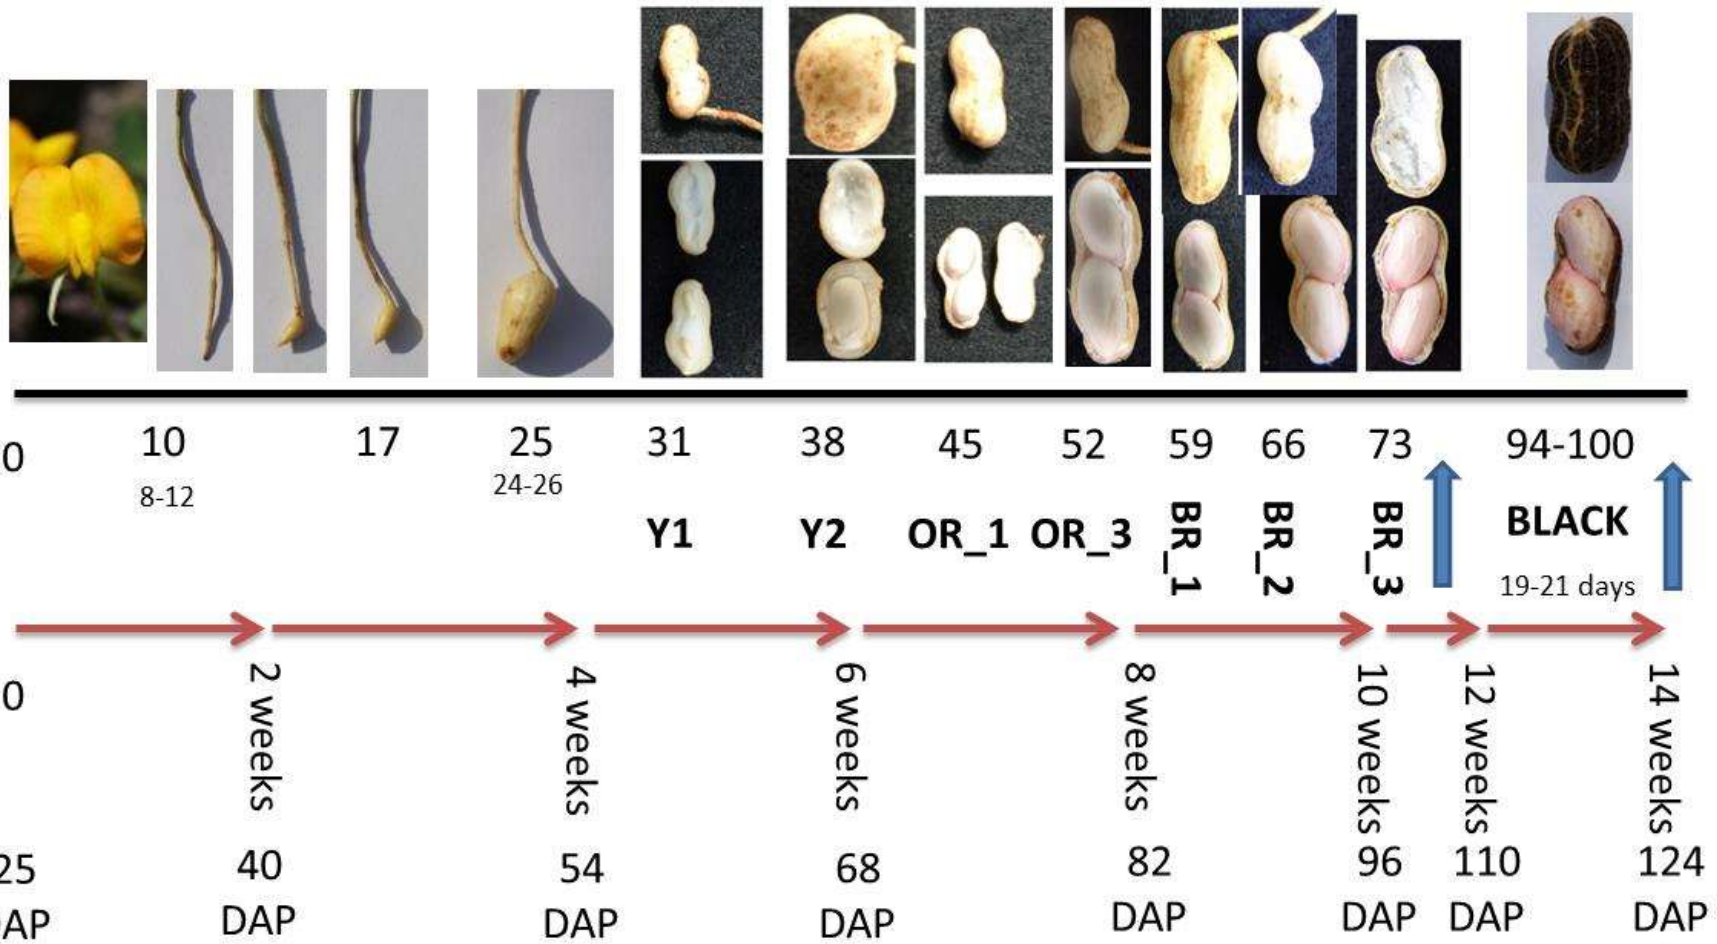 0 10 17 25 31 38 45 52 59 66 73 94-100
8-12 24-26
Y1 Y2 OR_1 OR_3 BR_1 BR_2 BR_3 BLACK
19-21 days
0 2 weeks 4 weeks 6 weeks 8 weeks 10 weeks 12 weeks 14 weeks
25 40 54 68 82 96 110 124
DAP DAP DAP DAP DAP DAP DAP